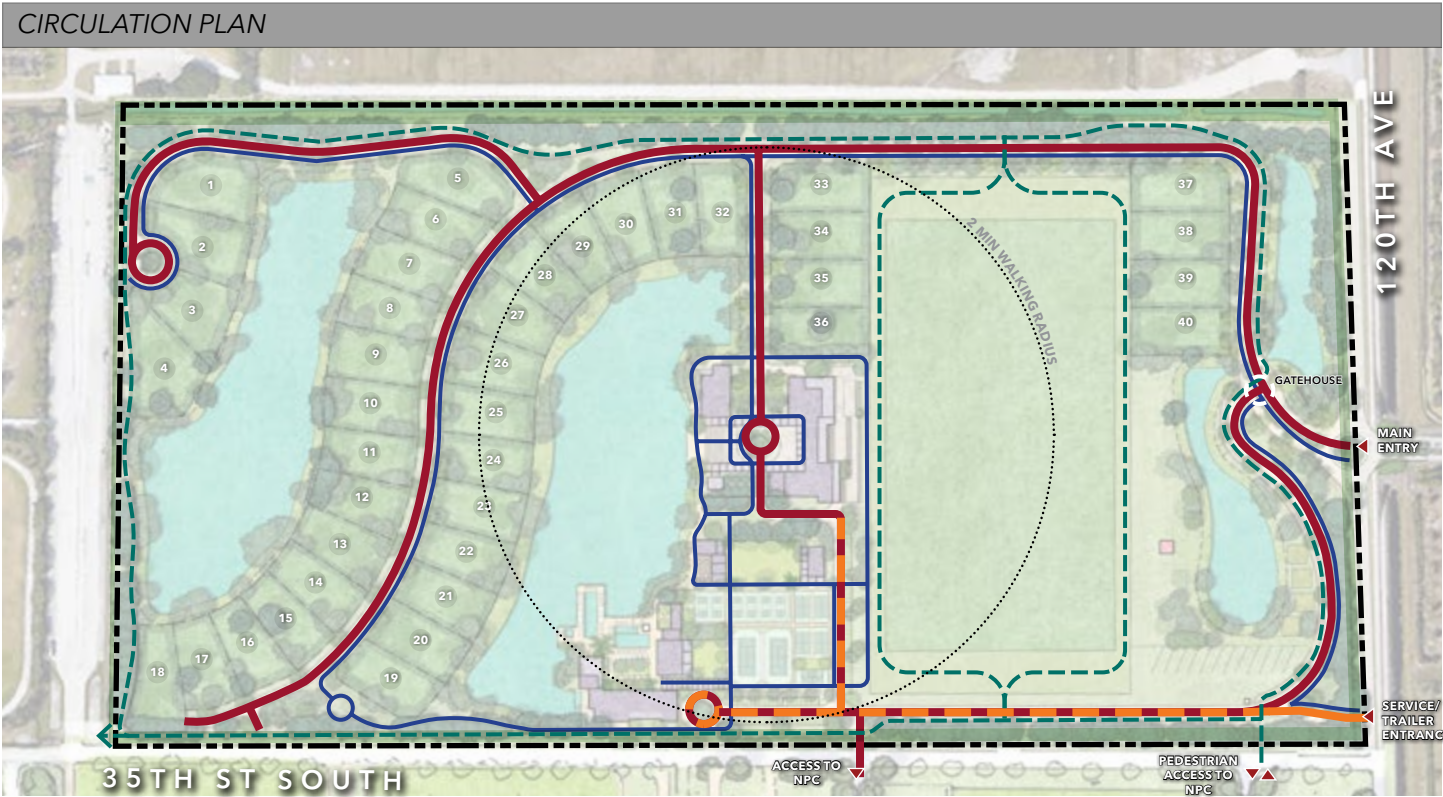 CIRCULATION PLAN
120TH AVE
1
2
3
4
5
6
7
8
9
10
11
12
13
14
15
16
17
18
19
20
21
22
23
24
25
26
27
28
29
30
31
32
33
34
35
36
37
38
39
40
2 MIN WALKING RADIUS
GATEHOUSE
MAIN
ENTRY
SERVICE/
TRAILER
ENTRANC
ACCESS TO
NPC
PEDESTRIAN
ACCESS TO
NPC
35TH ST SOUTH